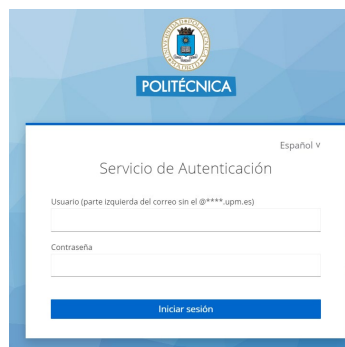 POLITÉCNICA
Español
Servicio de Autenticación
Usuario (parte izquierda del correo sin el @****.upm.es)
Contraseña
Iniciar sesión